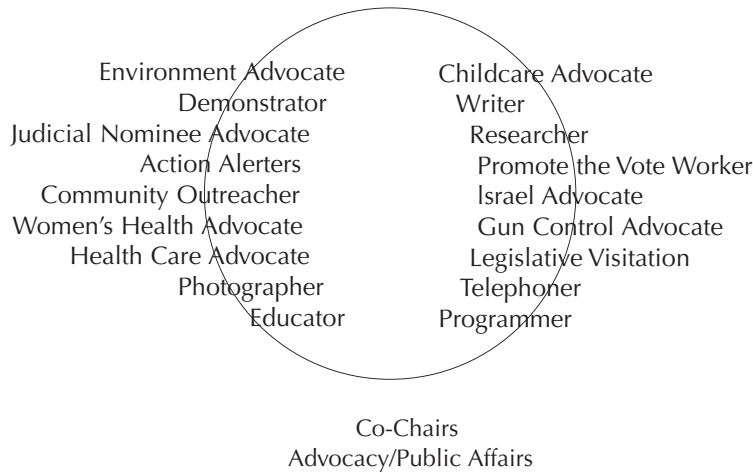 Environment Advocate
Demonstrator
Judicial Nominee Advocate
Action Alerters
Community Outreacher
Women's Health Advocate
Health Care Advocate
Photographer
Educator
Childcare Advocate
Writer
Researcher
Promote the Vote Worker
Israel Advocate
Gun Control Advocate
Legislative Visitation
Telephoner
Programmer
Co-Chairs
Advocacy/Public Affairs